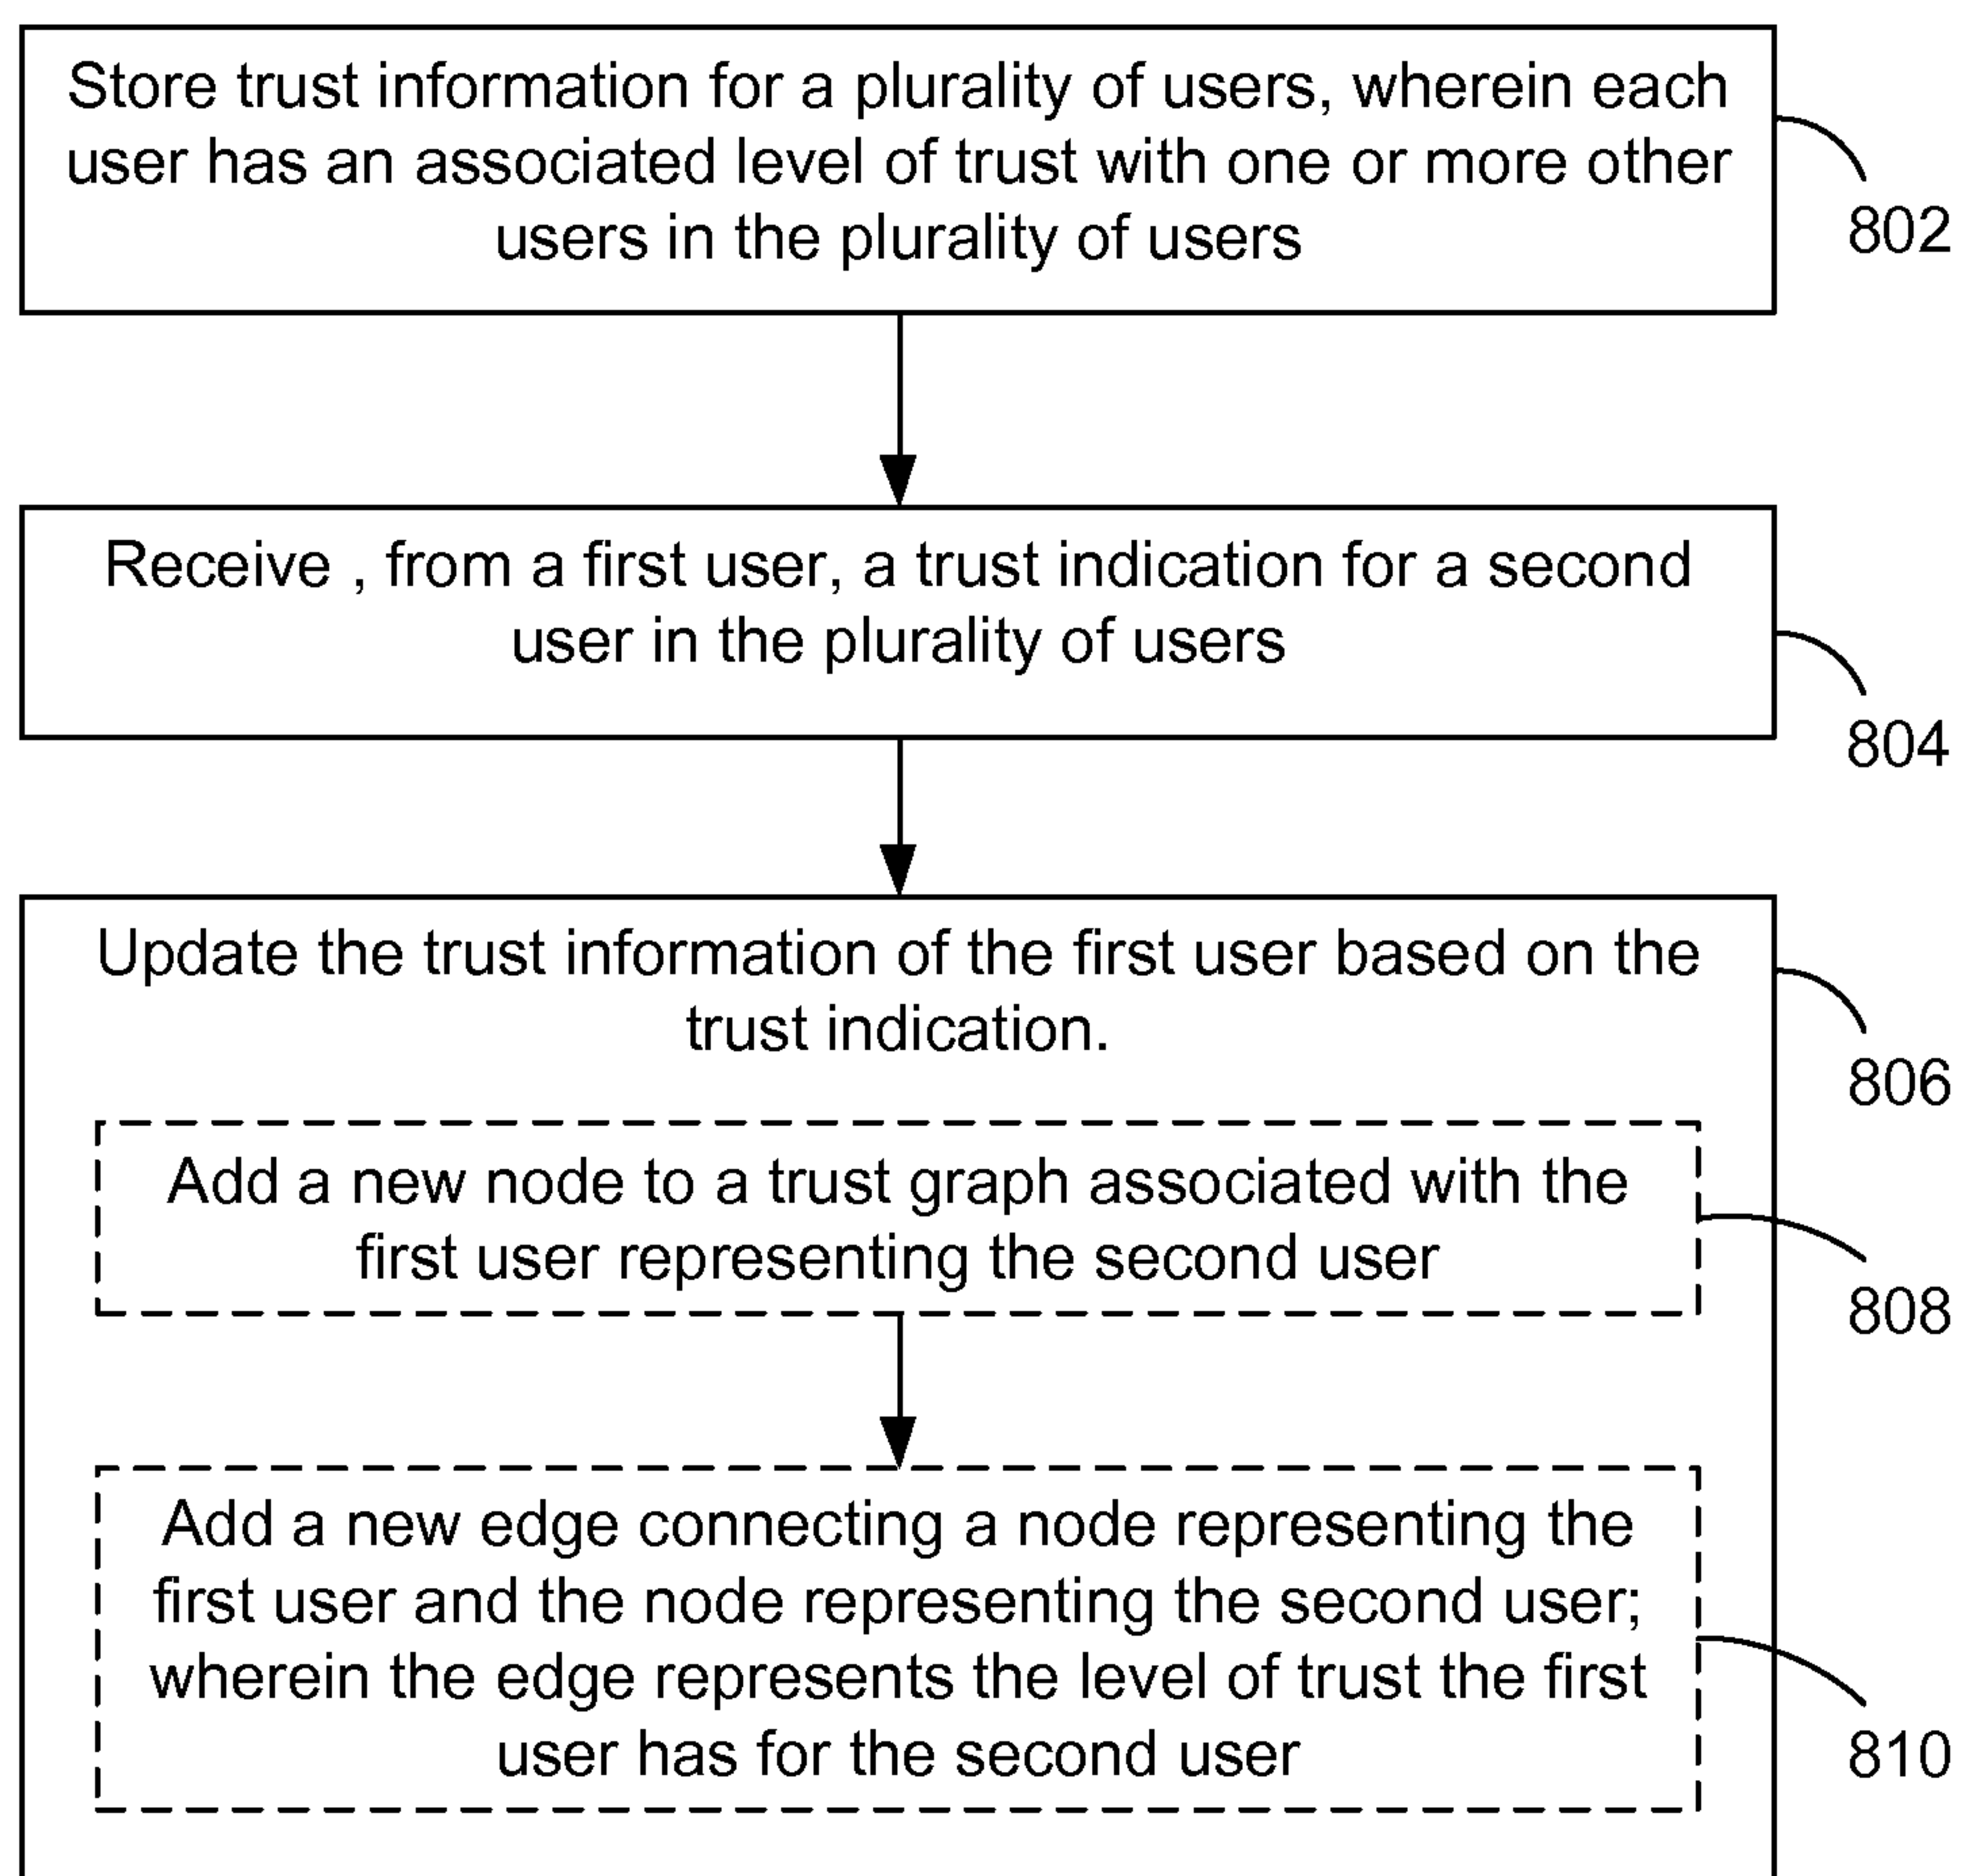 Store trust information for a plurality of users, wherein each
user has an associated level of trust with one or more other
users in the plurality of users
802
Receive , from a first user, a trust indication for a second
user in the plurality of users
804
Update the trust information of the first user based on the
trust indication.
806
Add a new node to a trust graph associated with the
first user representing the second user
808
Add a new edge connecting a node representing the
first user and the node representing the second user;
wherein the edge represents the level of trust the first
user has for the second user
810